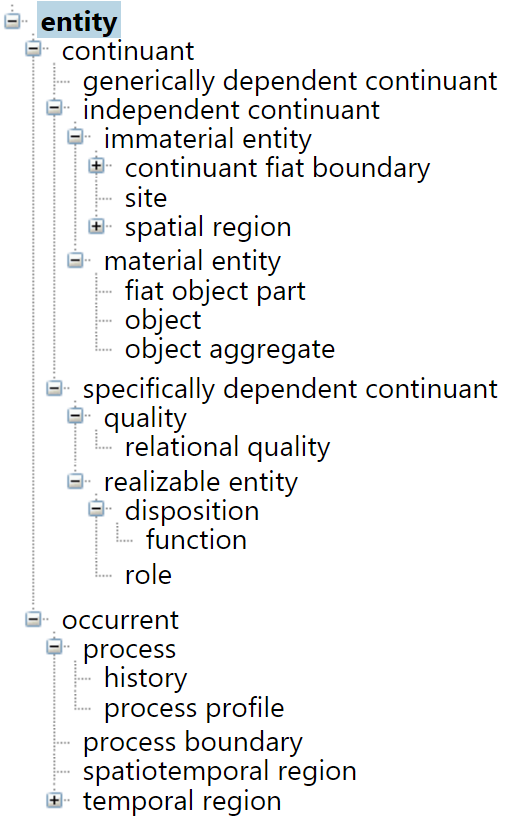 entity
continuant
generically dependent continuant
independent continuant
immaterial entity
continuant fiat boundary
site
spatial region
material entity
fiat object part
object
object aggregate
specifically dependent continuant
quality
relational quality
realizable entity
disposition
function
role
occurrent
process
history
process profile
process boundary
spatiotemporal region
temporal region